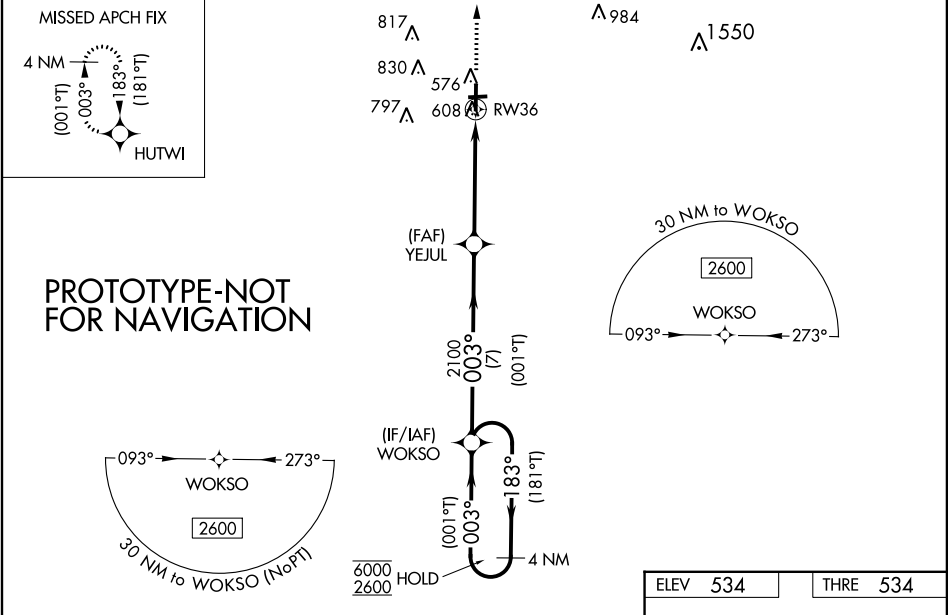 MISSED APCH FIX
4 NM
(001°T)
003°
183°
(181°T)
HUTWI
817
830
576
797
608
RW36
984
1550
(FAF)
YEJUL
30 NM to WOKSO
2600
WOKSO
093°
273°
PROTOTYPE-NOT
FOR NAVIGATION
2100
003°
(7)
(001°T)
(IF/IAF)
WOKSO
183°
(181°T)
(001°T)
003°
093°
273°
WOKSO
2600
30 NM to WOKSO (NoPT)
6000
2600
HOLD
4 NM
ELEV 534
THRE 534